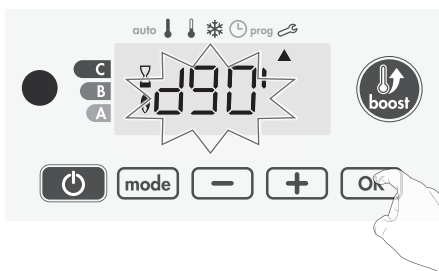 auto prog
C
B
A
d90'
boost
mode − + OK